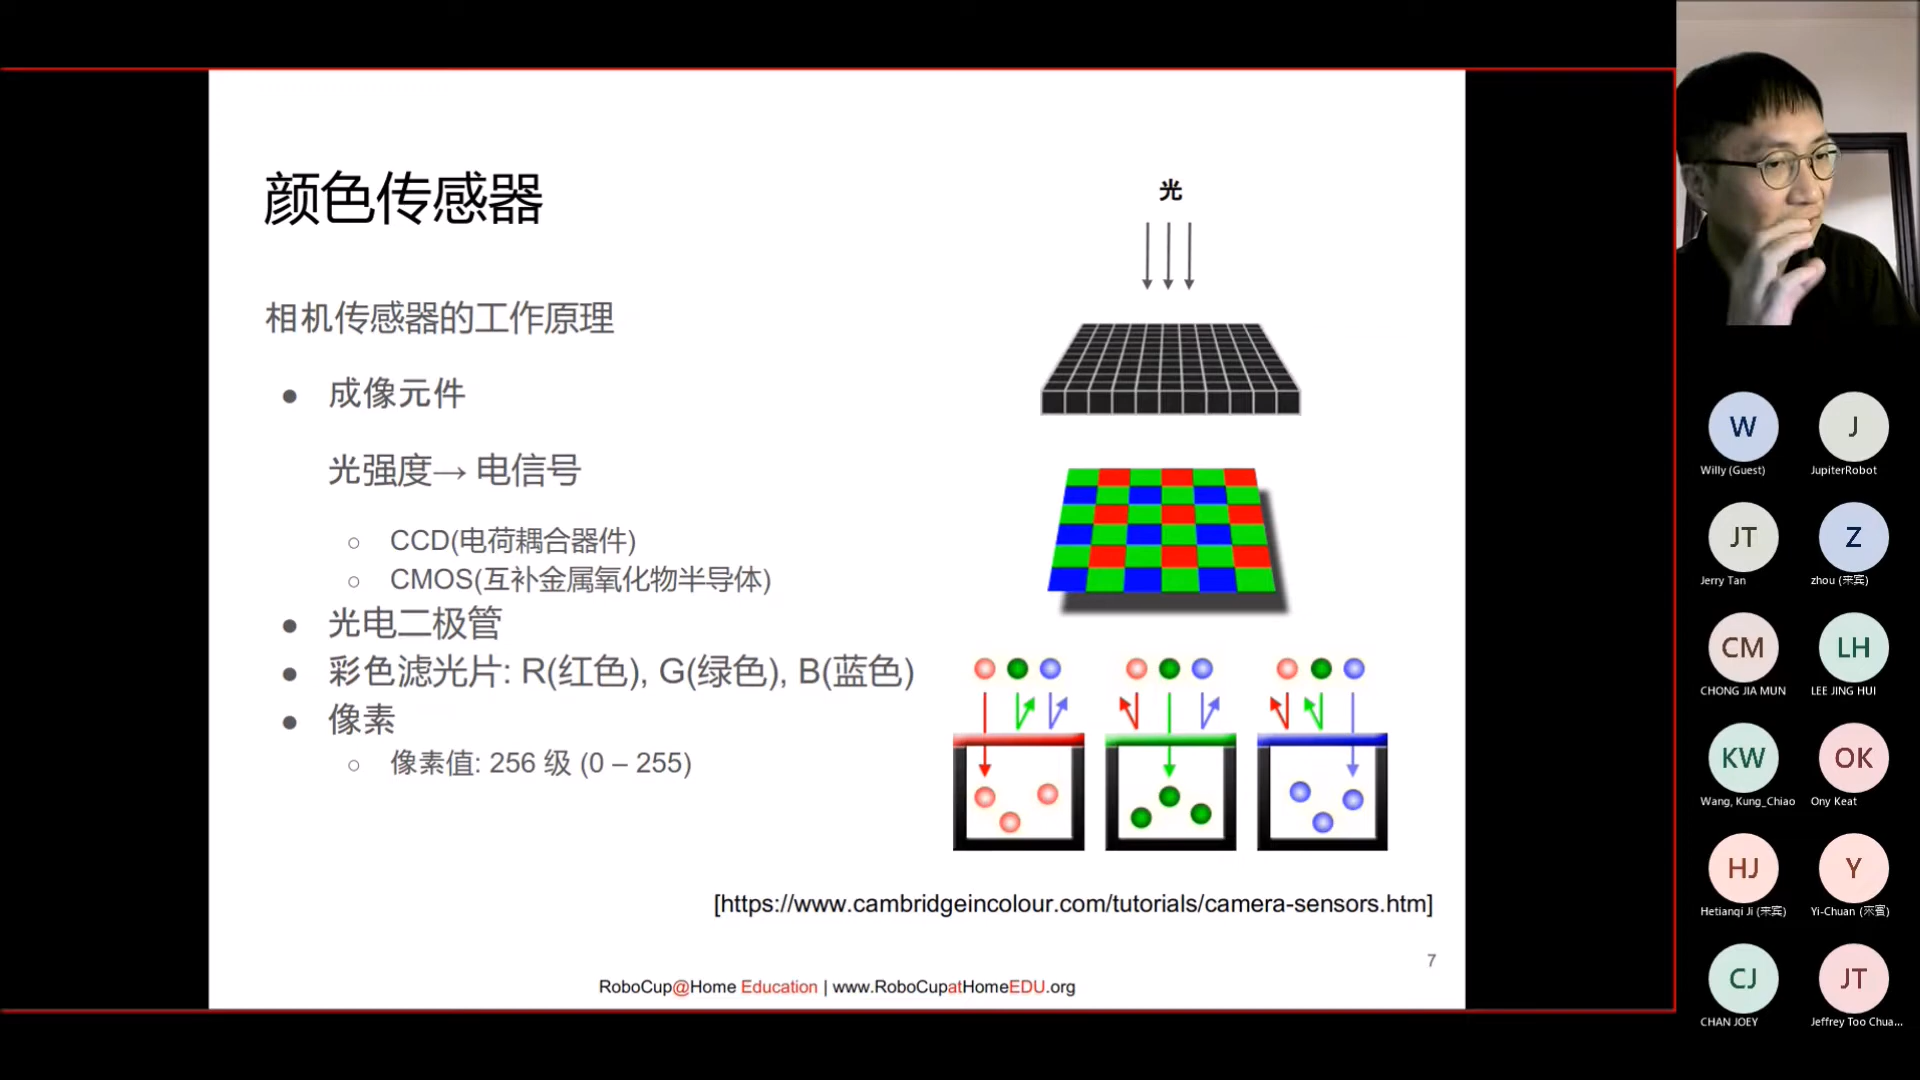 颜色传感器
相机传感器的工作原理
● 成像元件
光强度→ 电信号
○ CCD(电荷耦合器件)
○ CMOS(互补金属氧化物半导体)
● 光电二极管
● 彩色滤光片: R(红色), G(绿色), B(蓝色)
● 像素
○ 像素值: 256 级 (0 – 255)
光
[https://www.cambridgeincolour.com/tutorials/camera-sensors.htm]
7
RoboCup@Home Education | www.RoboCupatHomeEDU.org
W
Willy (Guest)
J
JupiterRobot
JT
Jerry Tan
Z
zhou (来宾)
CM
CHONG JIA MUN
LH
LEE JING HUI
KW
Wang, Kung_Chiao
OK
Ony Keat
HJ
Hetianqi Ji (来宾)
Y
Yi-Chuan (來賓)
CJ
CHAN JOEY
JT
Jeffrey Too Chua...